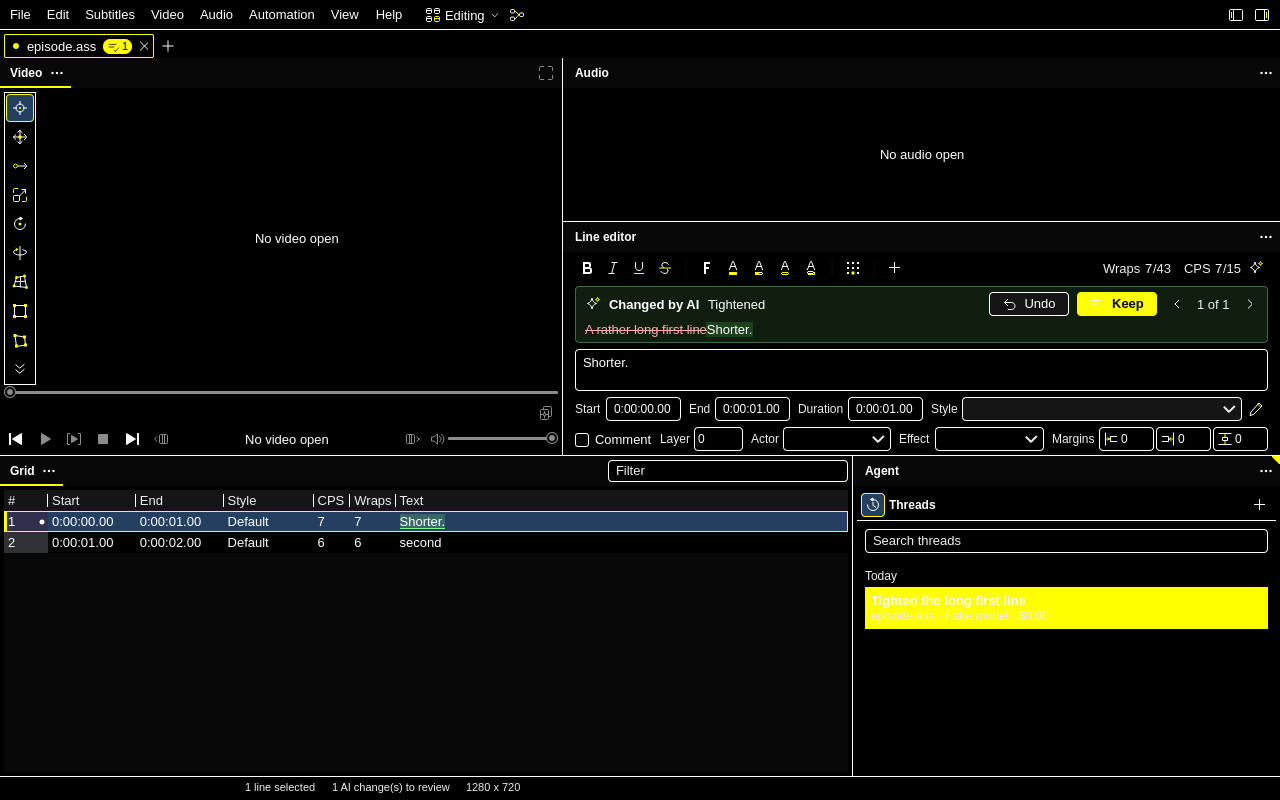 File Edit Subtitles Video Audio Automation View Help Editing
episode.ass 1
Video
Audio
No video open
No audio open
Line editor
B I U S F A A A A Wraps 7/43 CPS 7/15
Changed by AI Tightened Undo Keep 1 of 1
A rather long first lineShorter.
Shorter.
Start 0:00:00.00 End 0:00:01.00 Duration 0:00:01.00 Style
No video open
Comment Layer 0 Actor Effect Margins 0 0 0
Grid Filter
Agent
# Start End Style CPS Wraps Text
1 0:00:00.00 0:00:01.00 Default 7 7 Shorter.
2 0:00:01.00 0:00:02.00 Default 6 6 second
Threads
Search threads
Today
Tighten the long first line
episode.ass · Fake model · $0.00
1 line selected 1 AI change(s) to review 1280 x 720